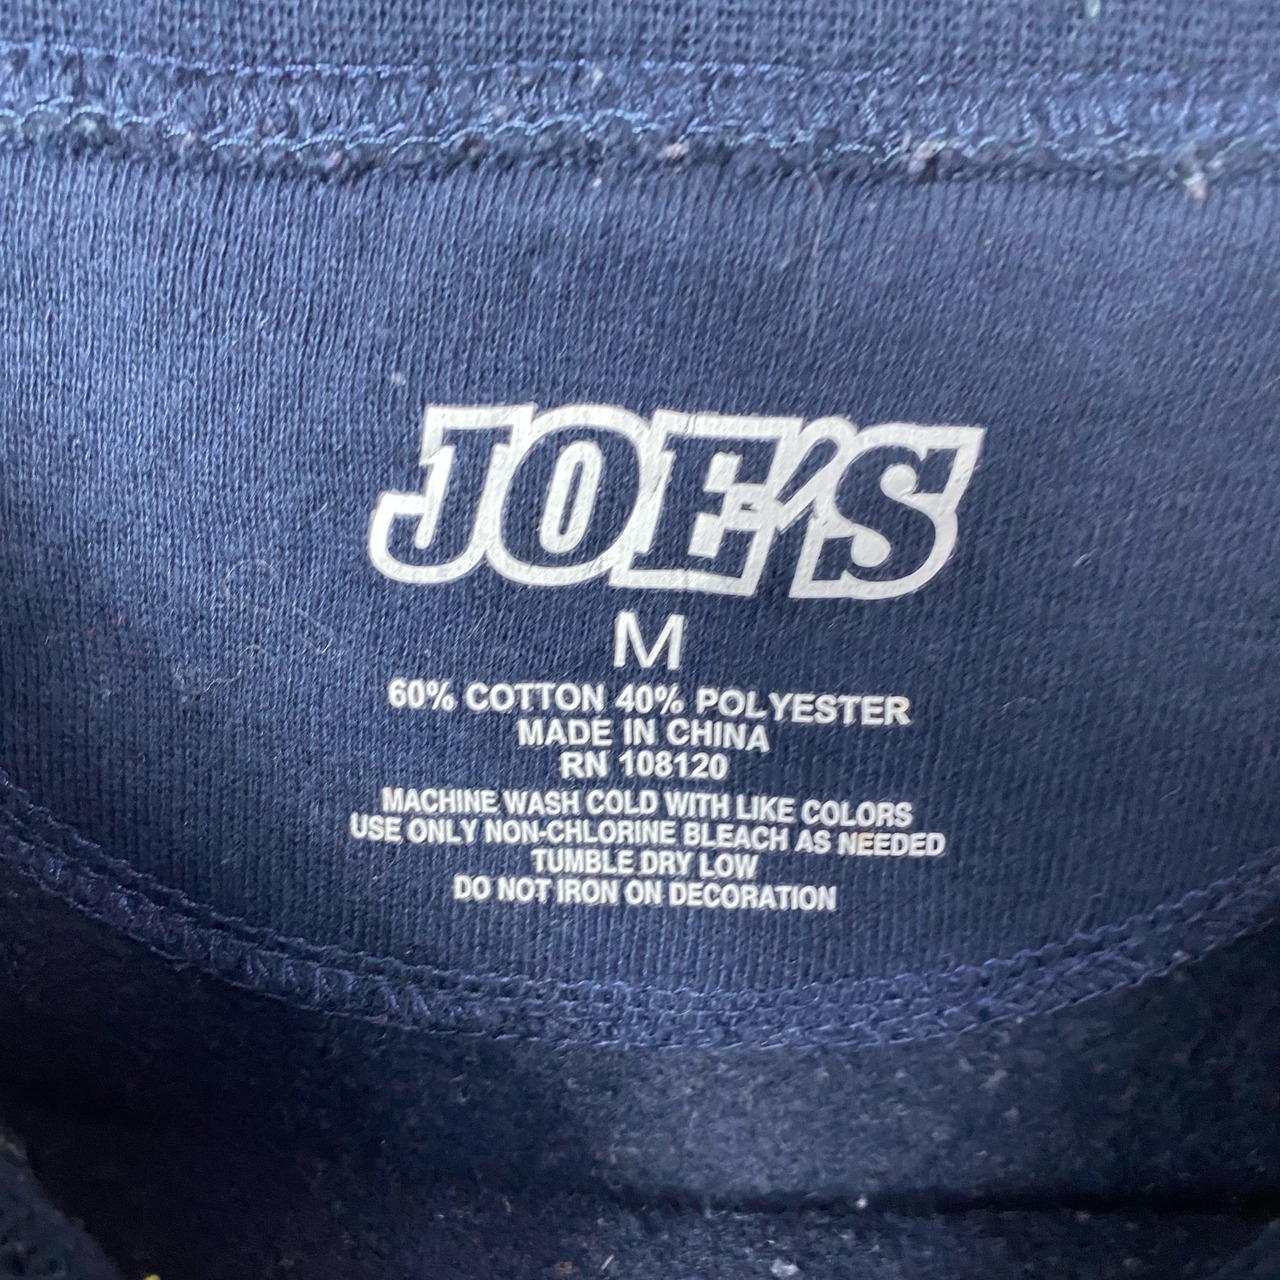 JOE'S
M
60% COTTON 40% POLYESTER
MADE IN CHINA
RN 108120
MACHINE WASH COLD WITH LIKE COLORS
USE ONLY NON-CHLORINE BLEACH AS NEEDED
TUMBLE DRY LOW
DO NOT IRON ON DECORATION